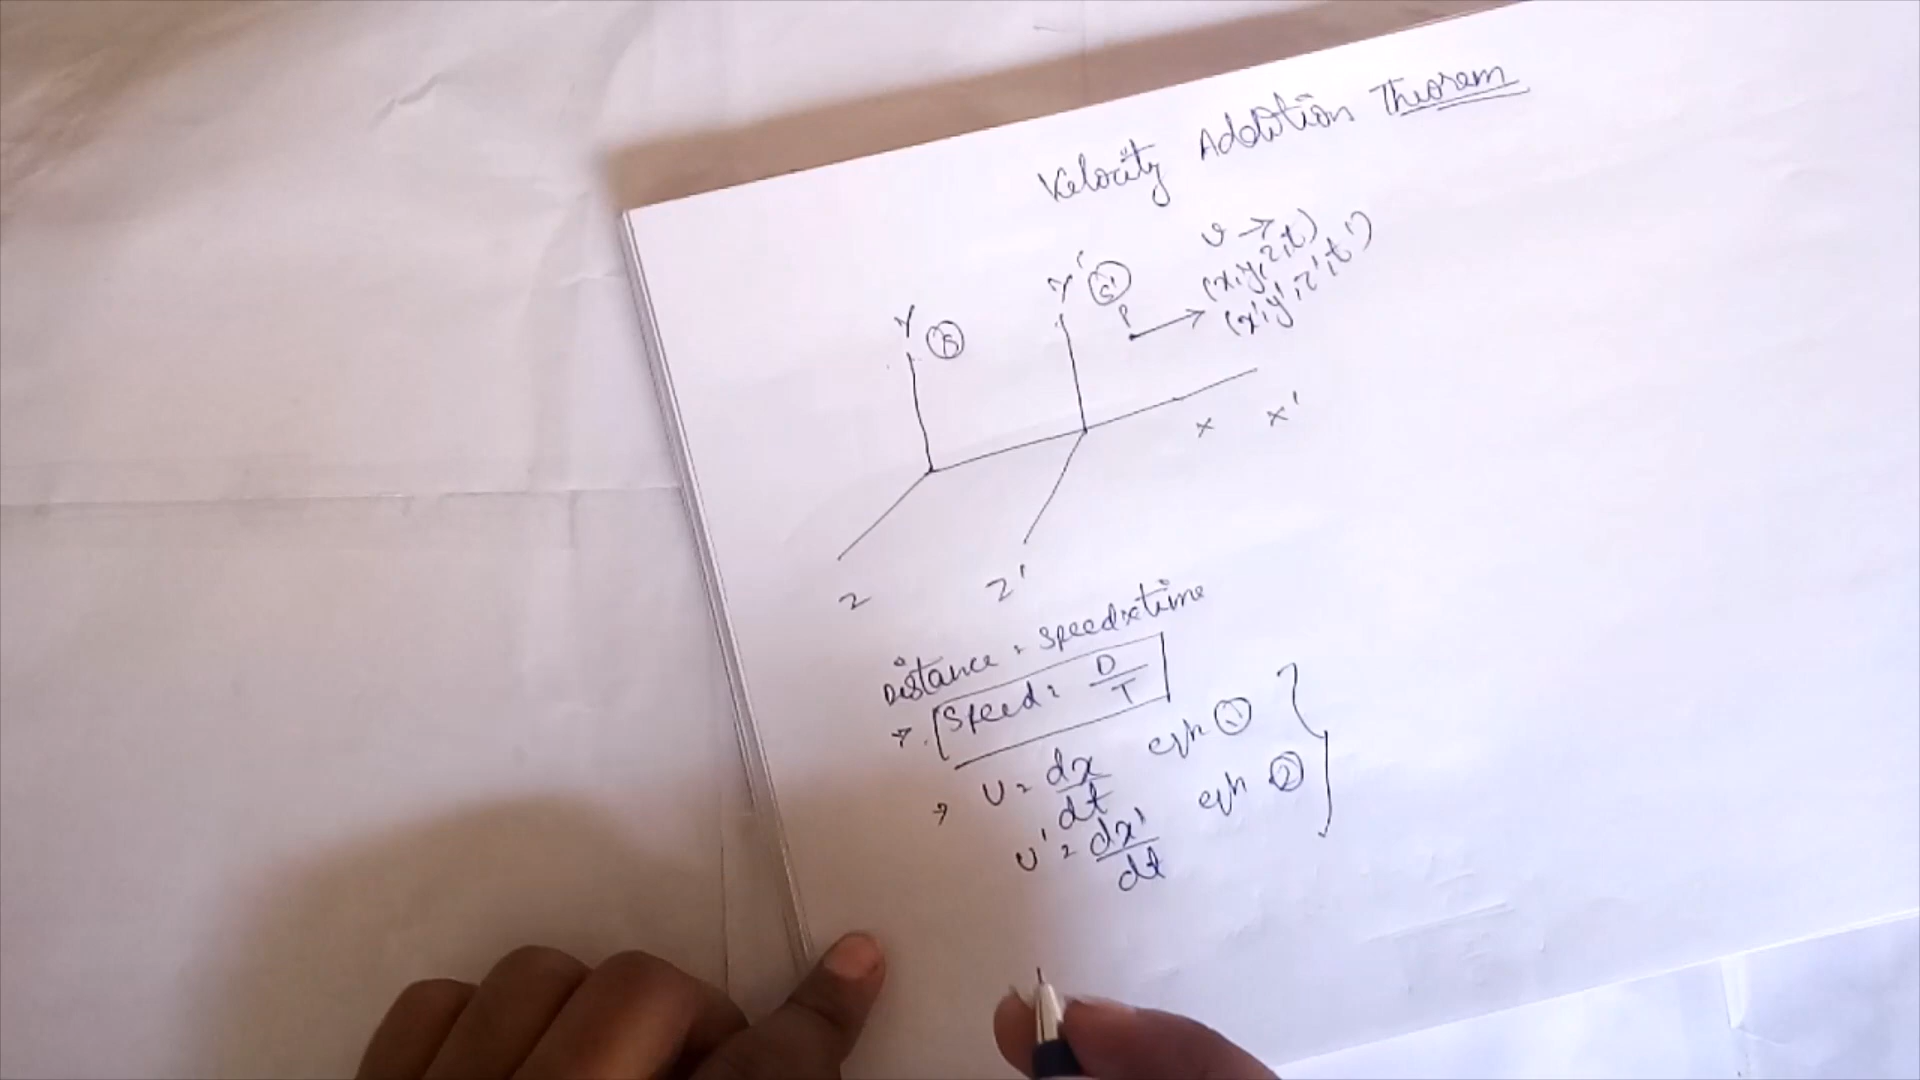 Velocity Addition Theorem
v →
(x, y, z, t)
(x', y', z', t')
Y' S'
P
Y S
X X'
Z Z'
Distance = speed x time
⇒ Speed = D/T
⇒ u = dx/dt eqn 1
u' = dx'/dt eqn 2